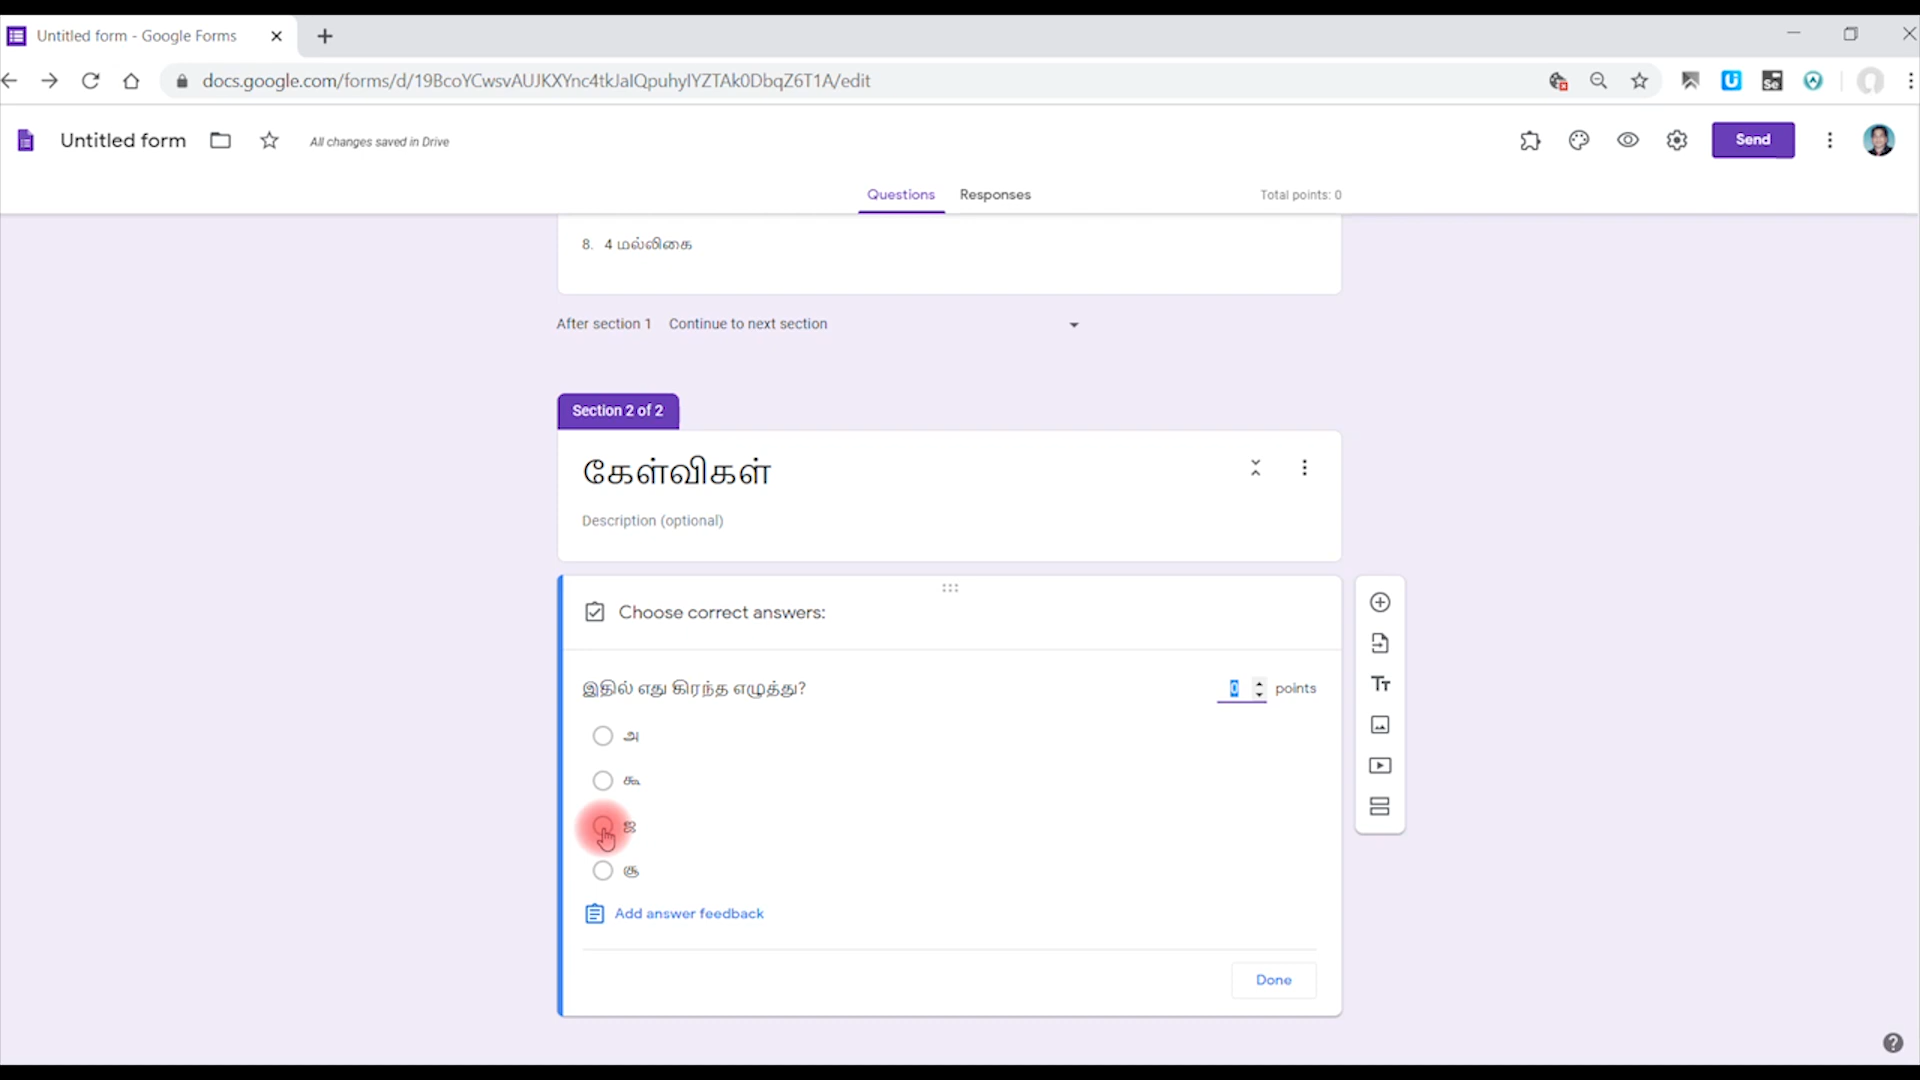 Untitled form - Google Forms
docs.google.com/forms/d/19BcoYCwsvAUJKXYnc4tkJaIQpuhyIYZTAk0DbqZ6T1A/edit
Untitled form
All changes saved in Drive
Send
Questions
Responses
Total points: 0
8. 4 மல்லிகை
After section 1 Continue to next section
Section 2 of 2
கேள்விகள்
Description (optional)
Choose correct answers:
இதில் எது கிரந்த எழுத்து?
0 points
அ
கூ
ஜ
சூ
Add answer feedback
Done